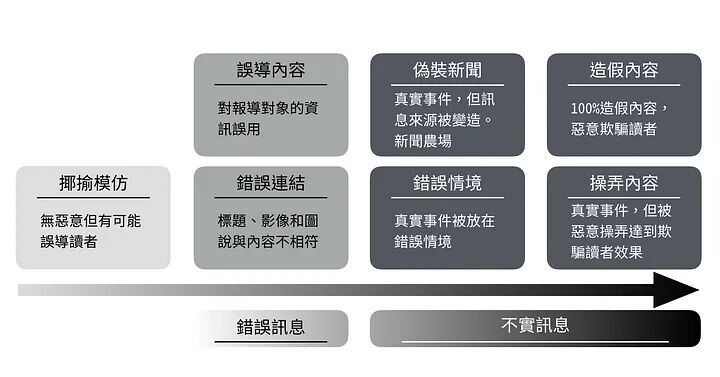 誤導內容
對報導對象的資
訊誤用
偽裝新聞
真實事件，但訊
息來源被變造。
新聞農場
造假內容
100%造假內容，
惡意欺騙讀者
揶揄模仿
無惡意但有可能
誤導讀者
錯誤連結
標題、影像和圖
說與內容不相符
錯誤情境
真實事件被放在
錯誤情境
操弄內容
真實事件，但被
惡意操弄達到欺
騙讀者效果
錯誤訊息
不實訊息